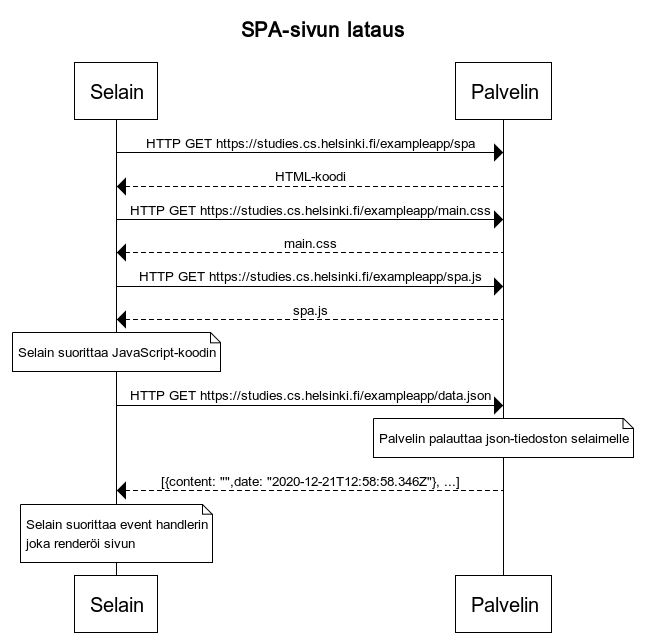 SPA-sivun lataus
Selain
Palvelin
HTTP GET https://studies.cs.helsinki.fi/exampleapp/spa
HTML-koodi
HTTP GET https://studies.cs.helsinki.fi/exampleapp/main.css
main.css
HTTP GET https://studies.cs.helsinki.fi/exampleapp/spa.js
spa.js
Selain suorittaa JavaScript-koodin
HTTP GET https://studies.cs.helsinki.fi/exampleapp/data.json
Palvelin palauttaa json-tiedoston selaimelle
[{content: "",date: "2020-12-21T12:58:58.346Z"}, ...]
Selain suorittaa event handlerin
joka renderöi sivun
Selain
Palvelin